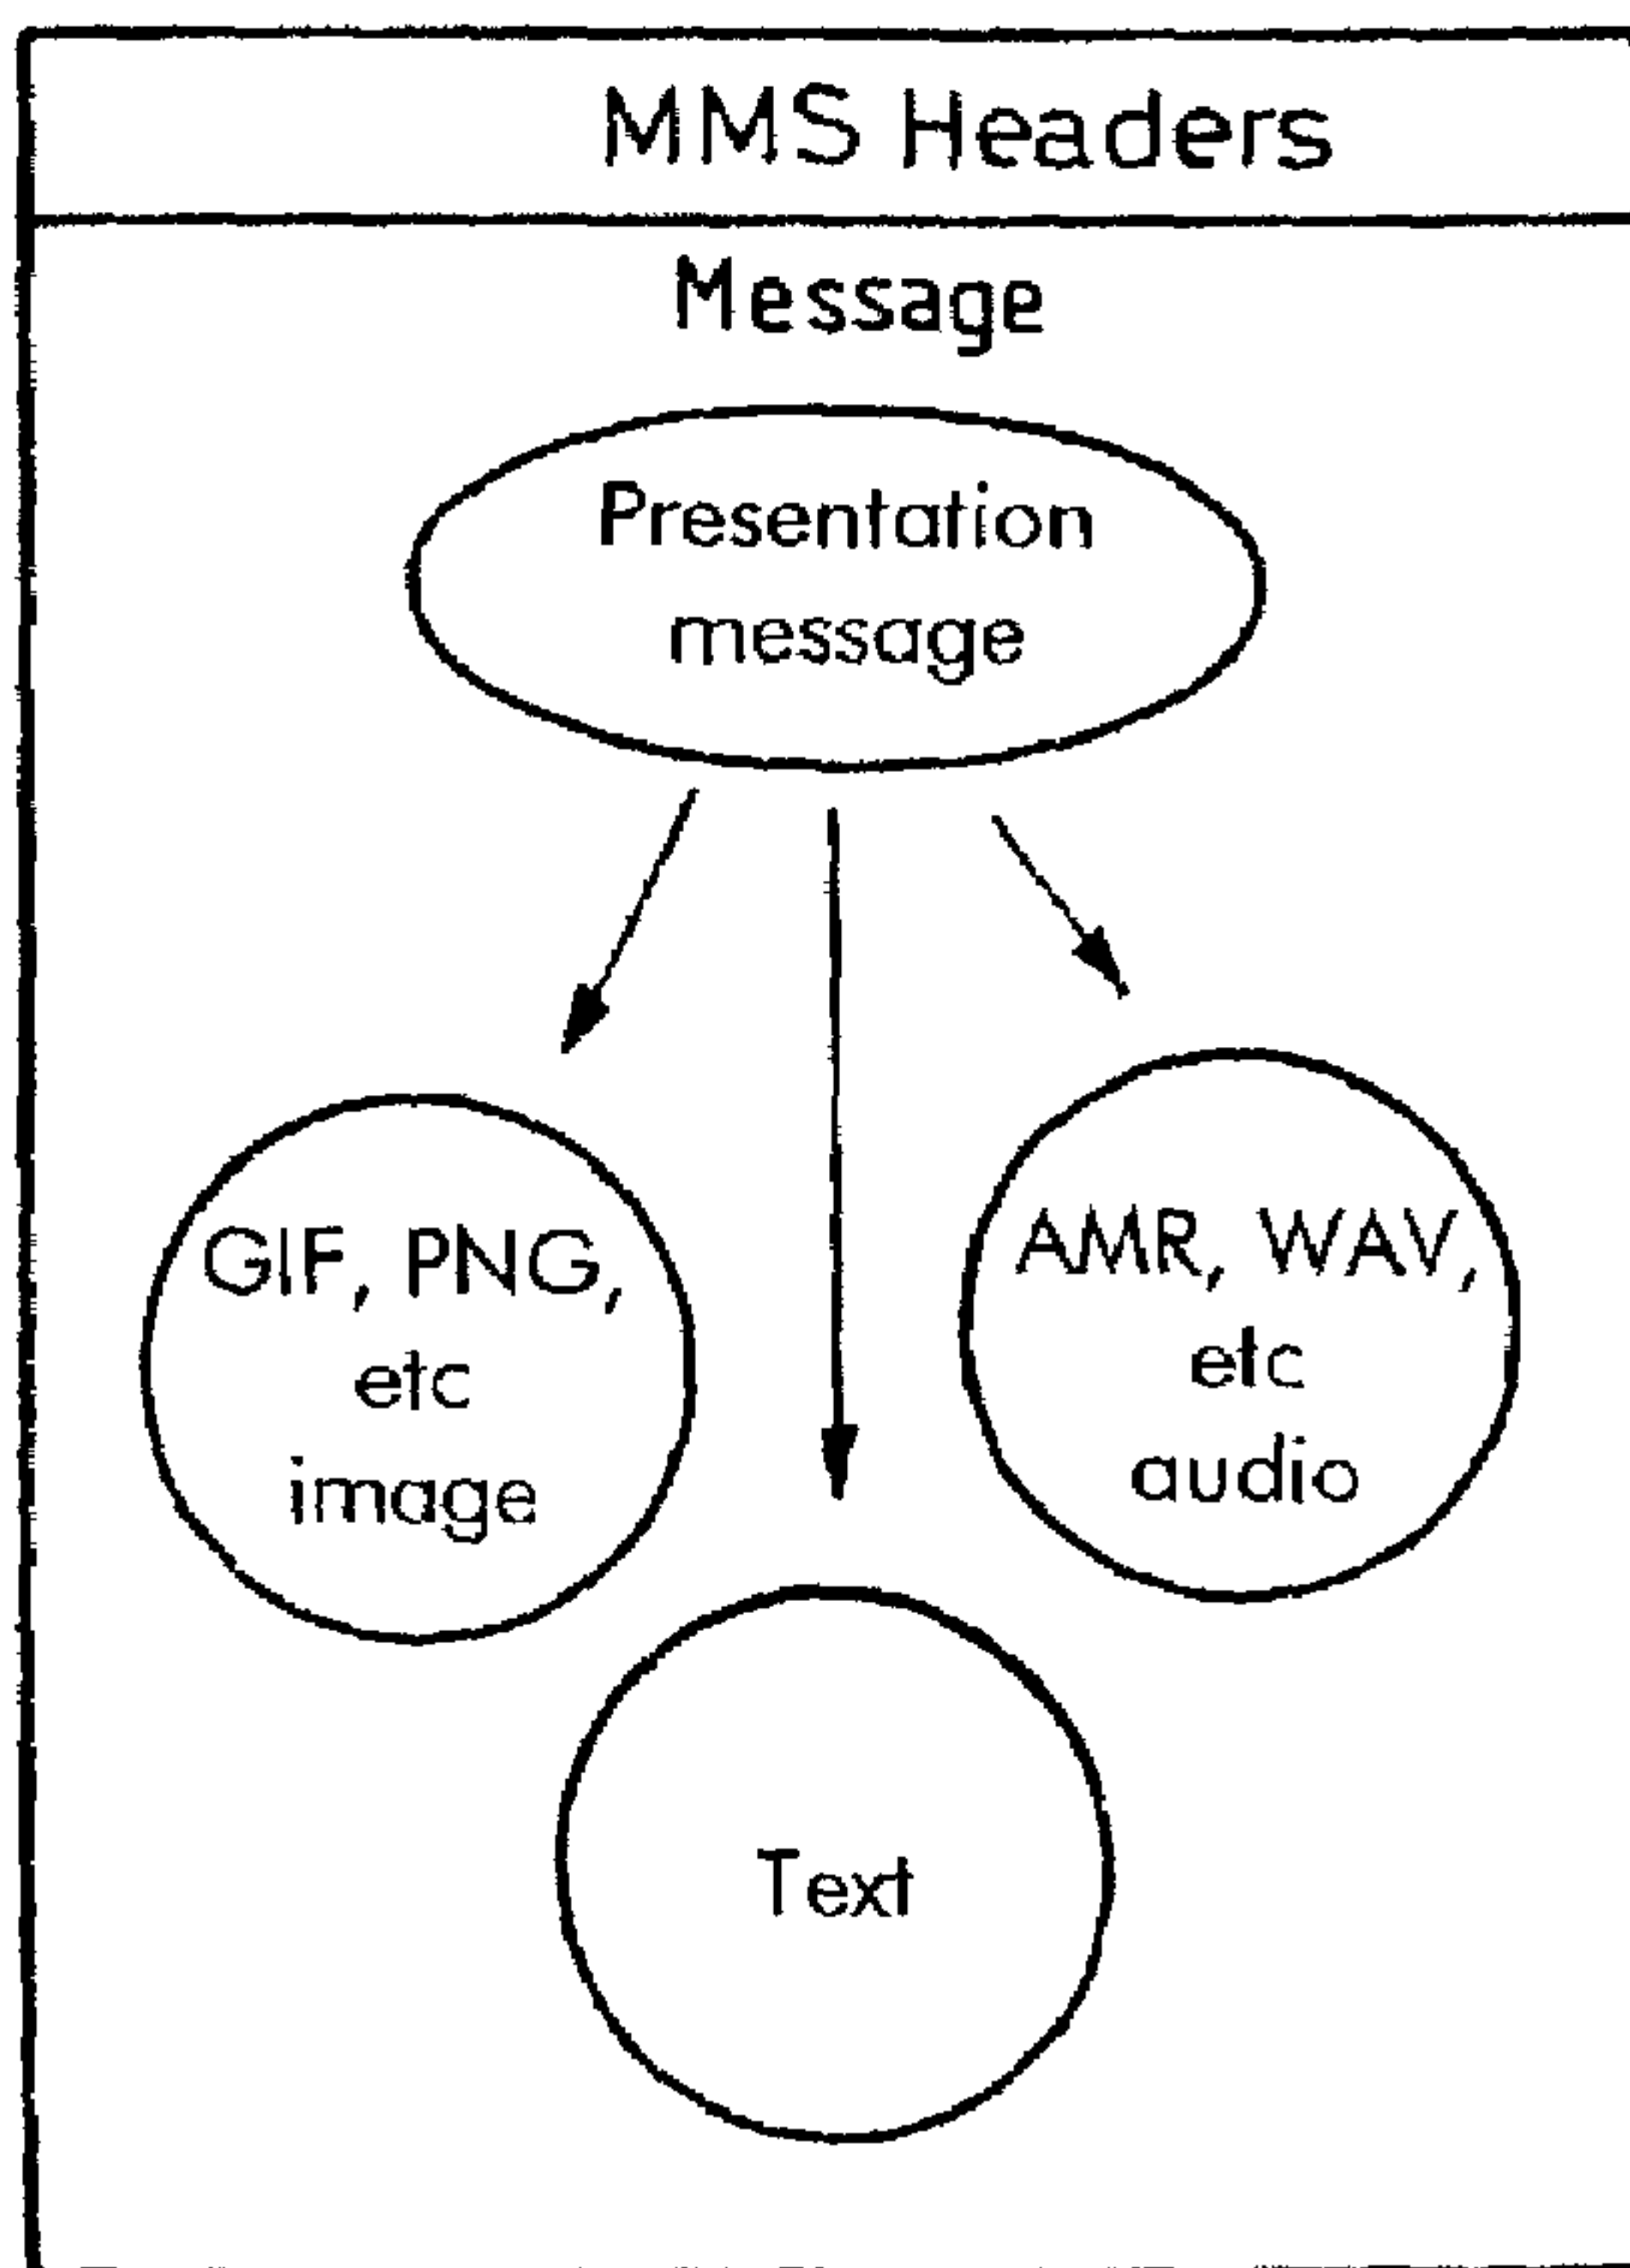 MMS Headers
Message
Presentation
message
GIF, PNG,
etc
image
AMR, WAV,
etc
audio
Text